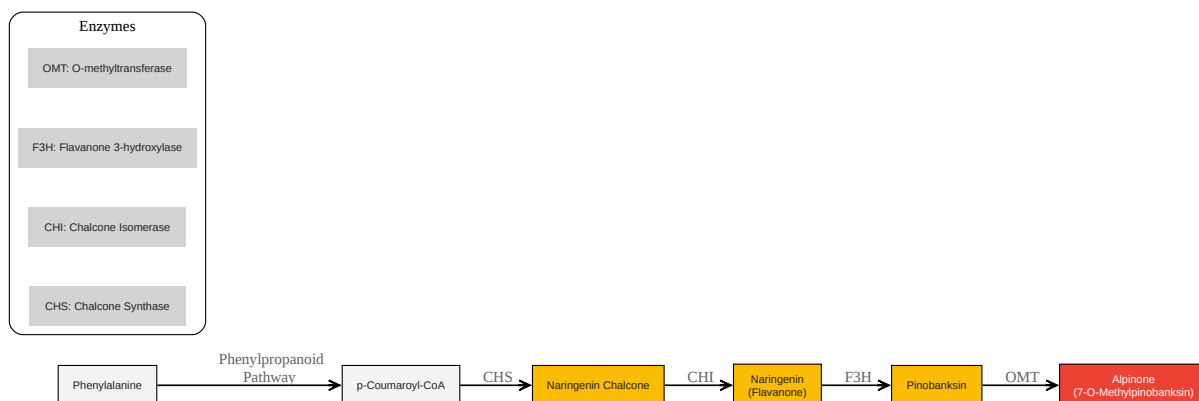 Enzymes
OMT: O-methyltransferase
F3H: Flavanone 3-hydroxylase
CHI: Chalcone Isomerase
CHS: Chalcone Synthase
Phenylalanine
Phenylpropanoid
Pathway
p-Coumaroyl-CoA
CHS
Naringenin Chalcone
CHI
Naringenin
(Flavanone)
F3H
Pinobanksin
OMT
Alpinone
(7-O-Methylpinobanksin)